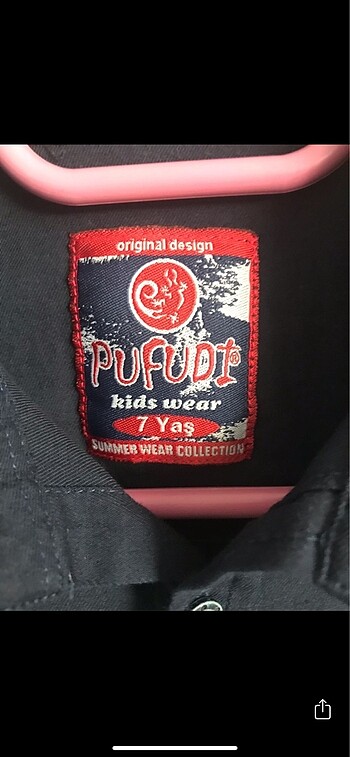 original design
PUFUDI®
kids wear
7 Yaş
SUMMER WEAR COLLECTION